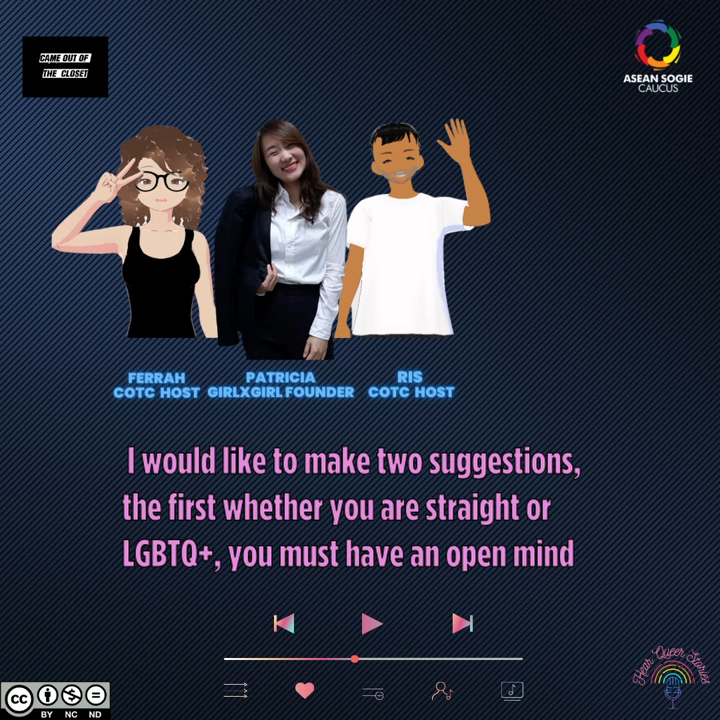 CAME OUT OF
THE CLOSET
ASEAN SOGIE
CAUCUS
FERRAH
COTC HOST
PATRICIA
GIRLXGIRL FOUNDER
RIS
COTC HOST
I would like to make two suggestions,
the first whether you are straight or
LGBTQ+, you must have an open mind
Hear Queer Stories
cc
BY NC ND